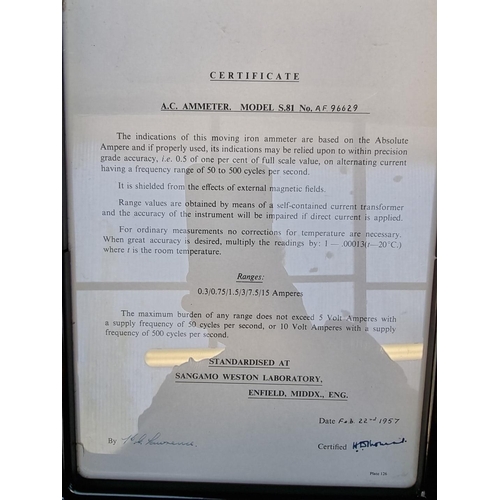 CERTIFICATE
A.C. AMMETER. MODEL S.81 No. AF 96629
The indications of this moving iron ammeter are based on the Absolute
Ampere and if properly used, its indications may be relied upon to within precision
grade accuracy, i.e. 0.5 of one per cent of full scale value, on alternating current
having a frequency range of 50 to 500 cycles per second.
It is shielded from the effects of external magnetic fields.
Range values are obtained by means of a self-contained current transformer
and the accuracy of the instrument will be impaired if direct current is applied.
For ordinary measurements no corrections for temperature are necessary.
When great accuracy is desired, multiply the readings by: 1 — .00013(t—20°C.)
where t is the room temperature.
Ranges:
0.3/0.75/1.5/3/7.5/15 Amperes
The maximum burden of any range does not exceed 5 Volt Amperes with
a supply frequency of 50 cycles per second, or 10 Volt Amperes with a supply
frequency of 500 cycles per second.
STANDARDISED AT
SANGAMO WESTON LABORATORY,
ENFIELD, MIDDX., ENG.
Date Feb 22nd 1957
By
Certified